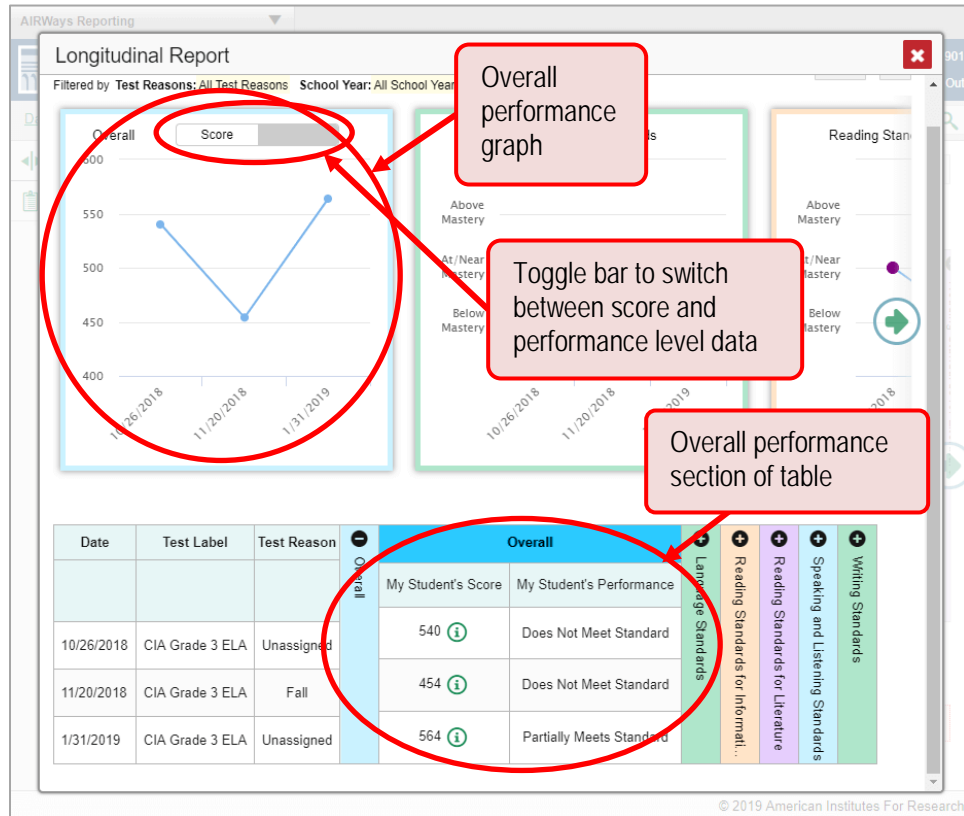 AIRWays Reporting
Longitudinal Report
Filtered by Test Reasons: All Test Reasons School Year: All School Year
Overall
performance
graph
Overall
Score
600
550
500
450
400
10/26/2018
11/20/2018
1/31/2019
Above
Mastery
At/Near
Mastery
Below
Mastery
10/26/2018
11/20/2018
Reading Stan
Above
Mastery
Mastery
Below
Mastery
Toggle bar to switch
between score and
performance level data
Overall performance
section of table
Date Test Label Test Reason Overall Overall Language Standards Reading Standards for Informati... Reading Standards for Literature Speaking and Listening Standards Writing Standards
My Student's Score My Student's Performance
10/26/2018 CIA Grade 3 ELA Unassigned 540 Does Not Meet Standard
11/20/2018 CIA Grade 3 ELA Fall 454 Does Not Meet Standard
1/31/2019 CIA Grade 3 ELA Unassigned 564 Partially Meets Standard
© 2019 American Institutes For Research